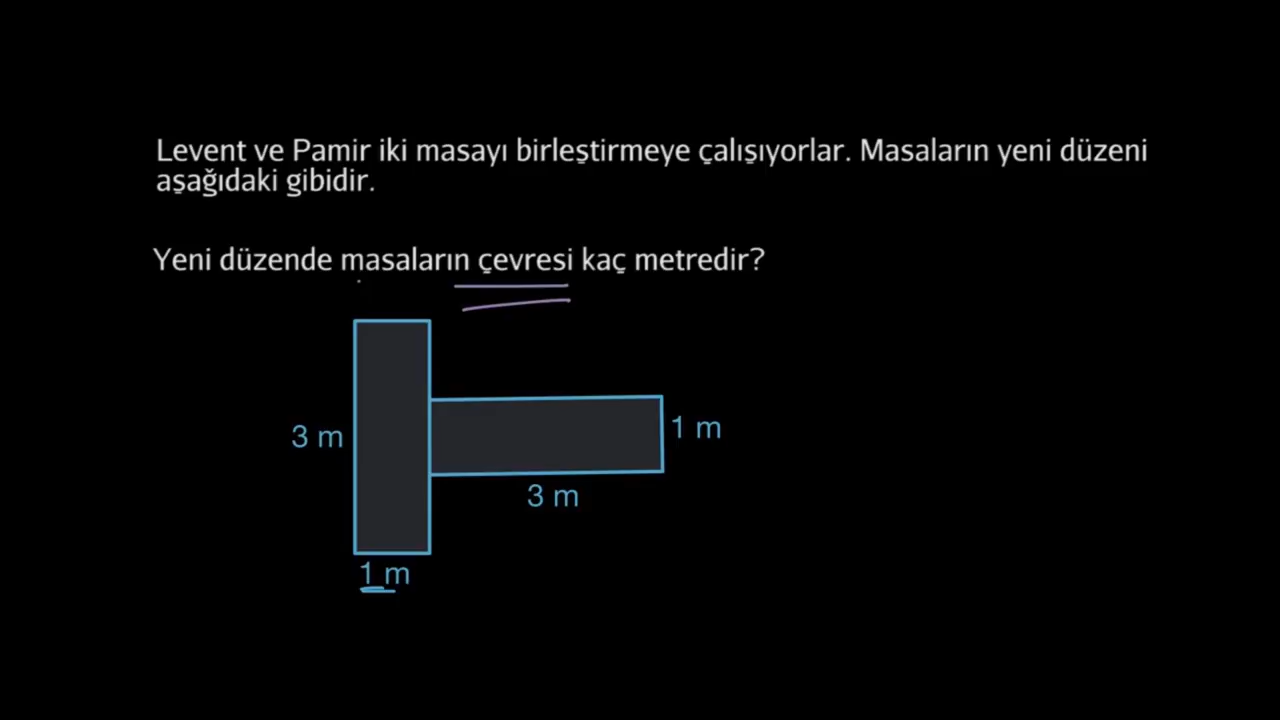 Levent ve Pamir iki masayı birleştirmeye çalışıyorlar. Masaların yeni düzeni
aşağıdaki gibidir.
Yeni düzende masaların çevresi kaç metredir?
3 m
1 m
3 m
1 m